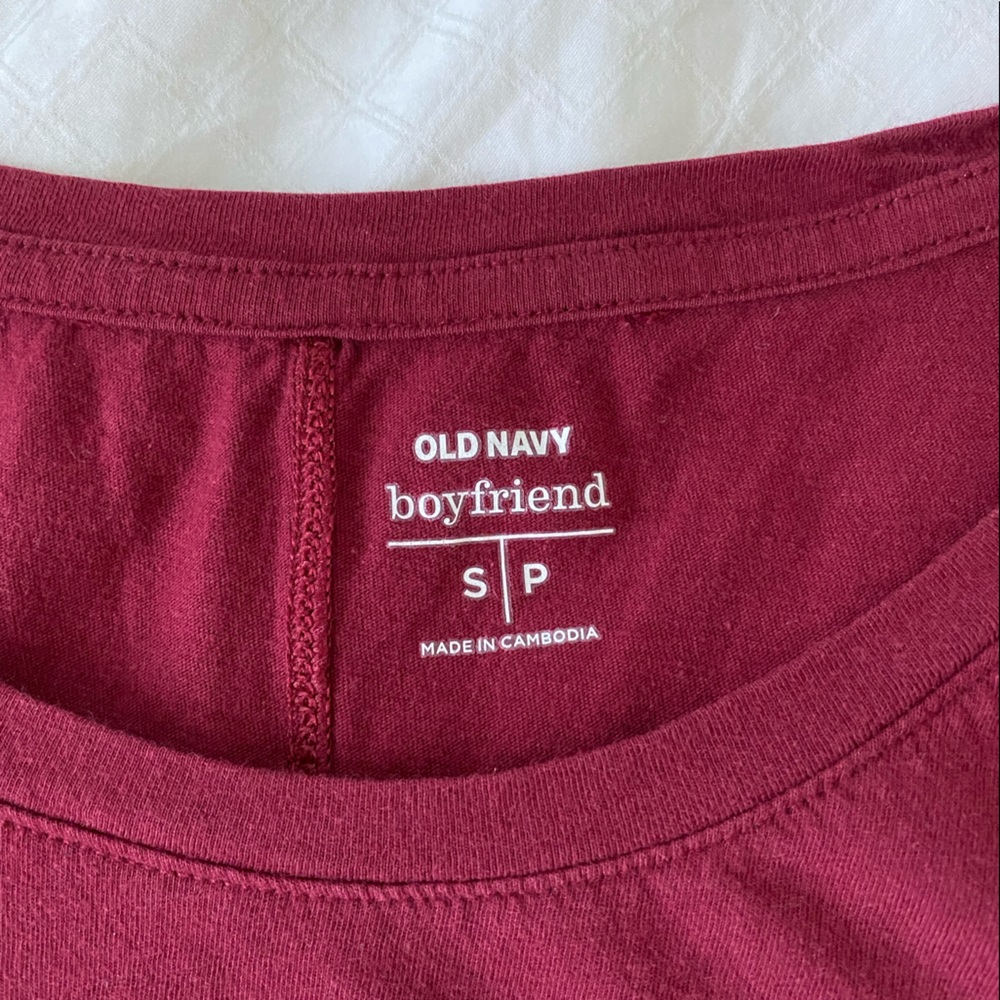 OLD NAVY
boyfriend
S | P
MADE IN CAMBODIA